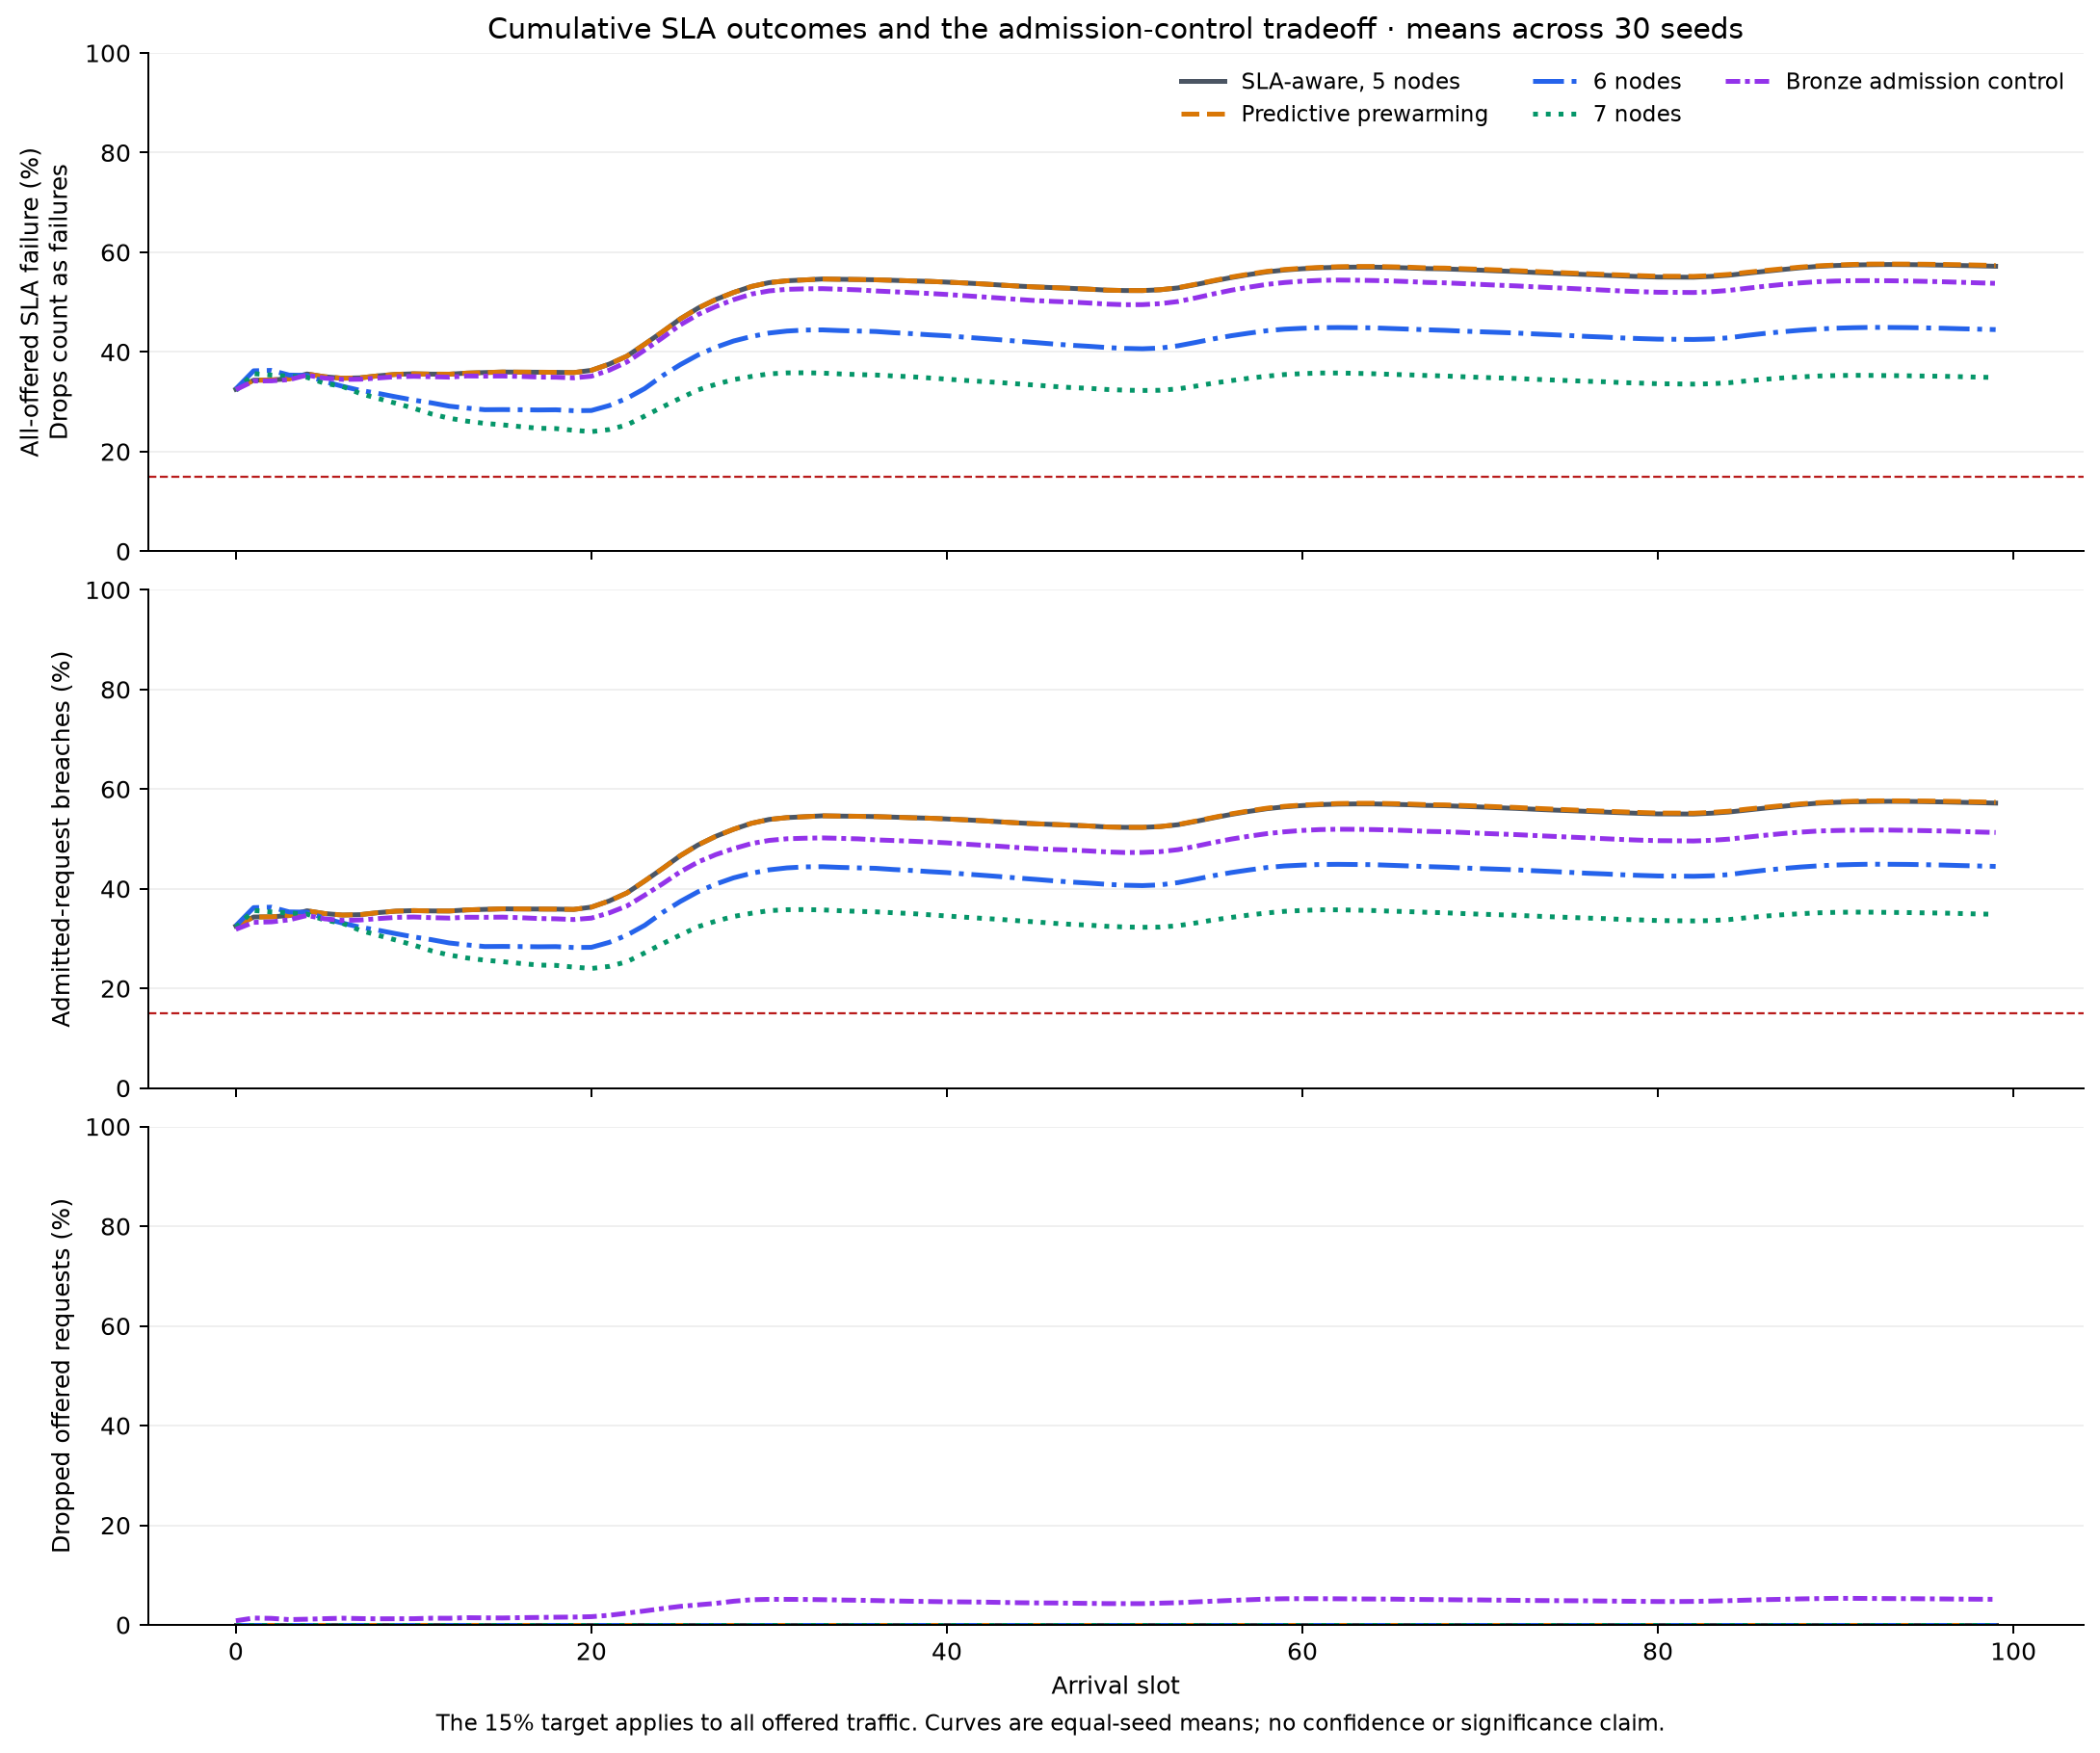 Cumulative SLA outcomes and the admission-control tradeoff · means across 30 seeds
All-offered SLA failure (%)
Drops count as failures
100
80
60
40
20
0
SLA-aware, 5 nodes
Predictive prewarming
6 nodes
7 nodes
Bronze admission control
Admitted-request breaches (%)
100
80
60
40
20
0
Dropped offered requests (%)
100
80
60
40
20
0
0 20 40 60 80 100
Arrival slot
The 15% target applies to all offered traffic. Curves are equal-seed means; no confidence or significance claim.